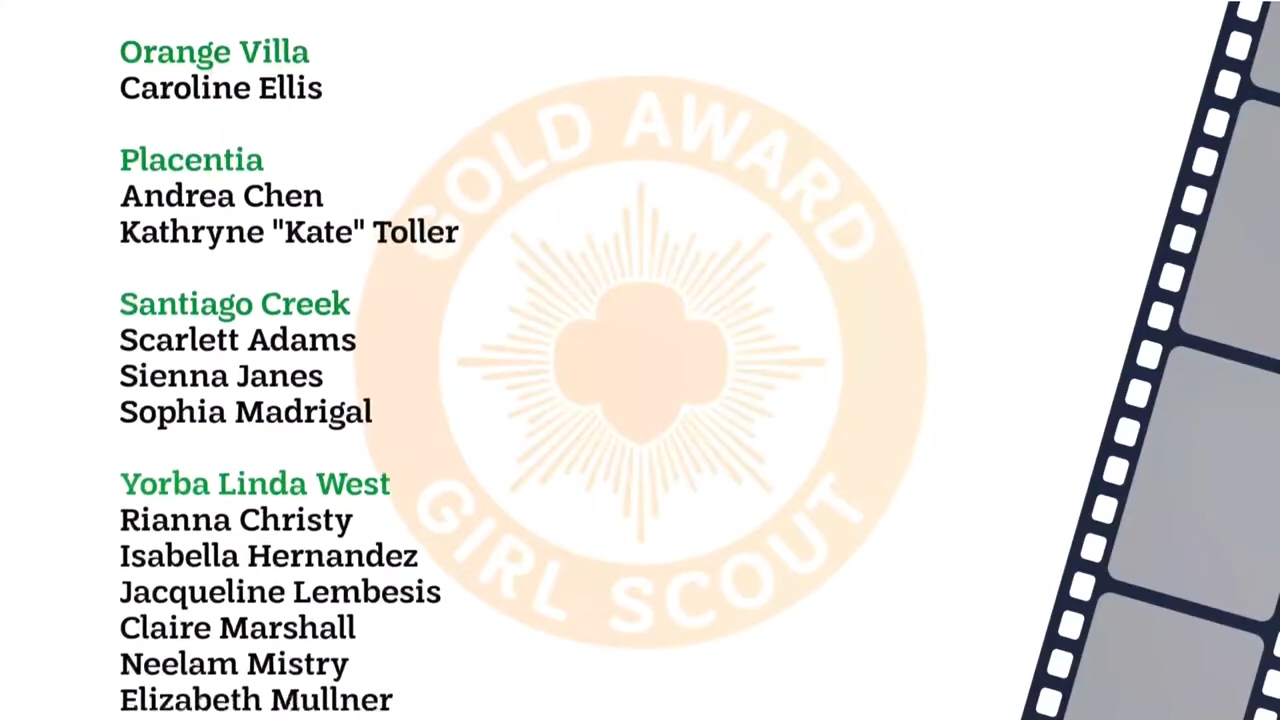 Orange Villa
Caroline Ellis
Placentia
Andrea Chen
Kathryne "Kate" Toller
Santiago Creek
Scarlett Adams
Sienna Janes
Sophia Madrigal
Yorba Linda West
Rianna Christy
Isabella Hernandez
Jacqueline Lembesis
Claire Marshall
Neelam Mistry
Elizabeth Mullner
GOLD AWARD
GIRL SCOUT